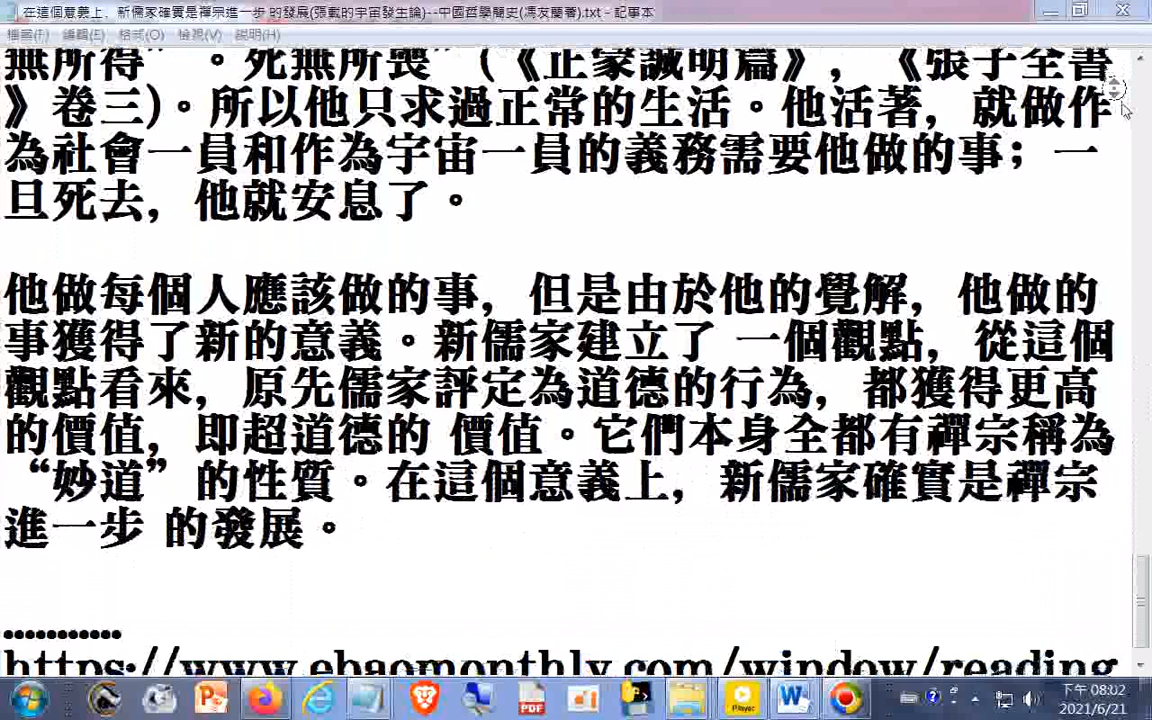 在這個意義上，新儒家確實是禪宗進一步 的發展(張載的宇宙發生論)--中國哲學簡史(馮友蘭著).txt - 記事本
檔案(F) 編輯(E) 格式(O) 檢視(V) 說明(H)
無所得”。死無所喪”(《正蒙誠明篇》，《張子全書
》卷三)。所以他只求過正常的生活。他活著，就做作
為社會一員和作為宇宙一員的義務需要他做的事；一
旦死去，他就安息了。
他做每個人應該做的事，但是由於他的覺解，他做的
事獲得了新的意義。新儒家建立了 一個觀點，從這個
觀點看來，原先儒家評定為道德的行為，都獲得更高
的價值，即超道德的 價值。它們本身全都有禪宗稱為
“妙道”的性質。在這個意義上，新儒家確實是禪宗
進一步 的發展。
...........
https://www.ebaomonthly.com/window/reading
下午 08:02
2021/6/21